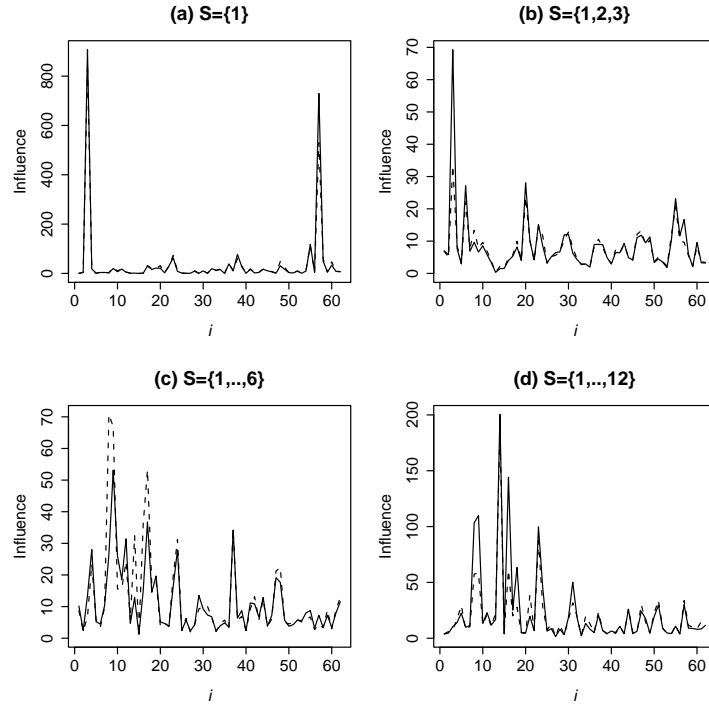 (a) S={1}
Influence
0 200 400 600 800
0 10 20 30 40 50 60
i
(b) S={1,2,3}
Influence
0 10 20 30 40 50 60 70
0 10 20 30 40 50 60
i
(c) S={1,..,6}
Influence
0 10 20 30 40 50 60 70
0 10 20 30 40 50 60
i
(d) S={1,..,12}
Influence
0 50 100 150 200
0 10 20 30 40 50 60
i